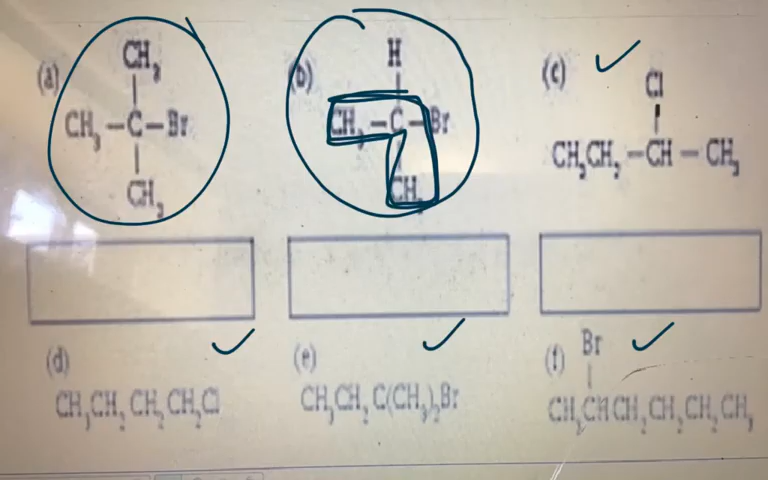 (a)
CH₃
CH₃—C—Br
CH₃
(b)
H
CH₃—C—Br
CH₃
(c)
Cl
CH₃CH₂—CH—CH₃
(d)
CH₃CH₂CH₂CH₂Cl
(e)
CH₃CH₂C(CH₃)₂Br
(f)
Br
CH₃CHCH₂CH₂CH₂CH₃